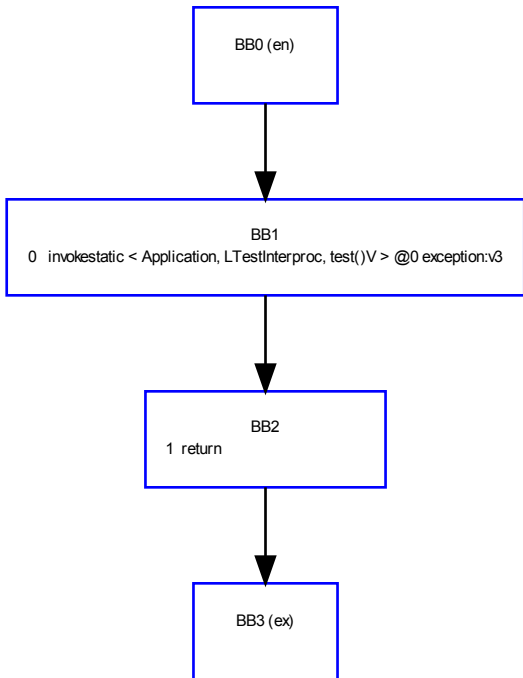 BB0 (en)
BB1
0 invokestatic < Application, LTestInterproc, test()V > @0 exception:v3
BB2
1 return
BB3 (ex)